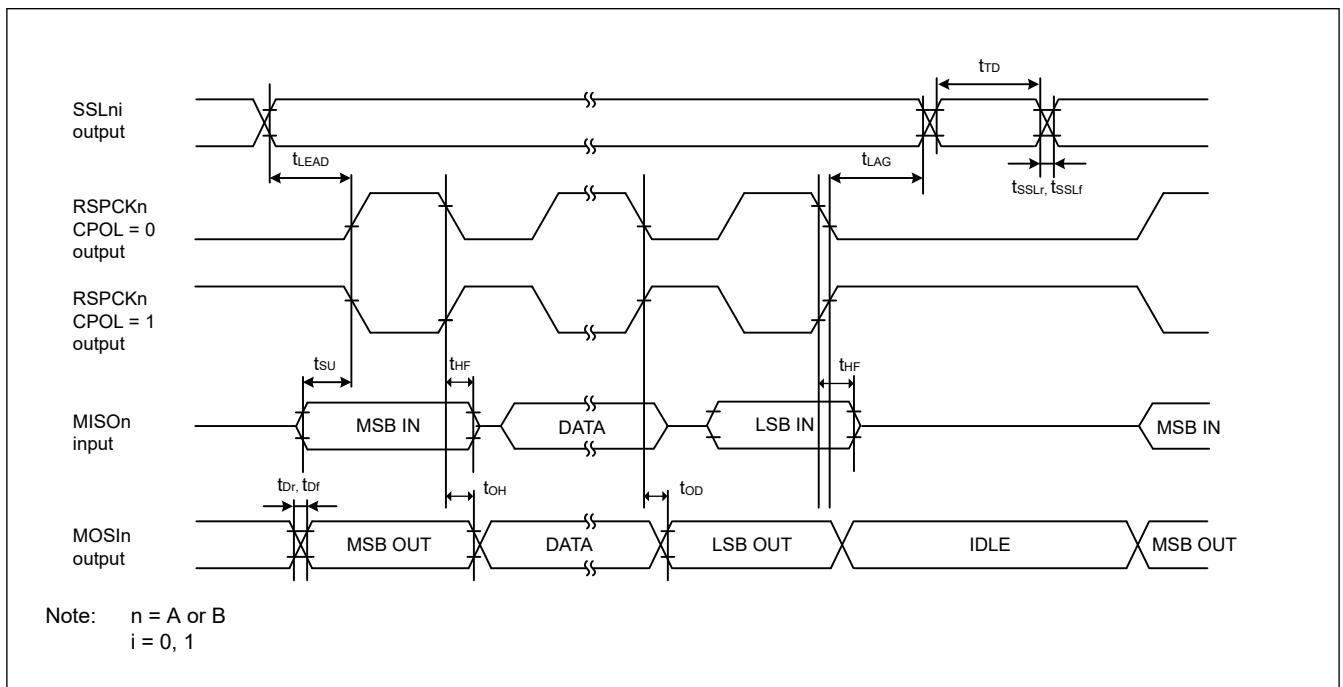 tTD
SSLni
output
tLEAD
tLAG
tSSLr, tSSLf
RSPCKn
CPOL = 0
output
RSPCKn
CPOL = 1
output
tSU
tHF
tHF
MISOn
input
MSB IN
DATA
LSB IN
MSB IN
tDr, tDf
tOH
tOD
MOSIn
output
MSB OUT
DATA
LSB OUT
IDLE
MSB OUT
Note: n = A or B
i = 0, 1